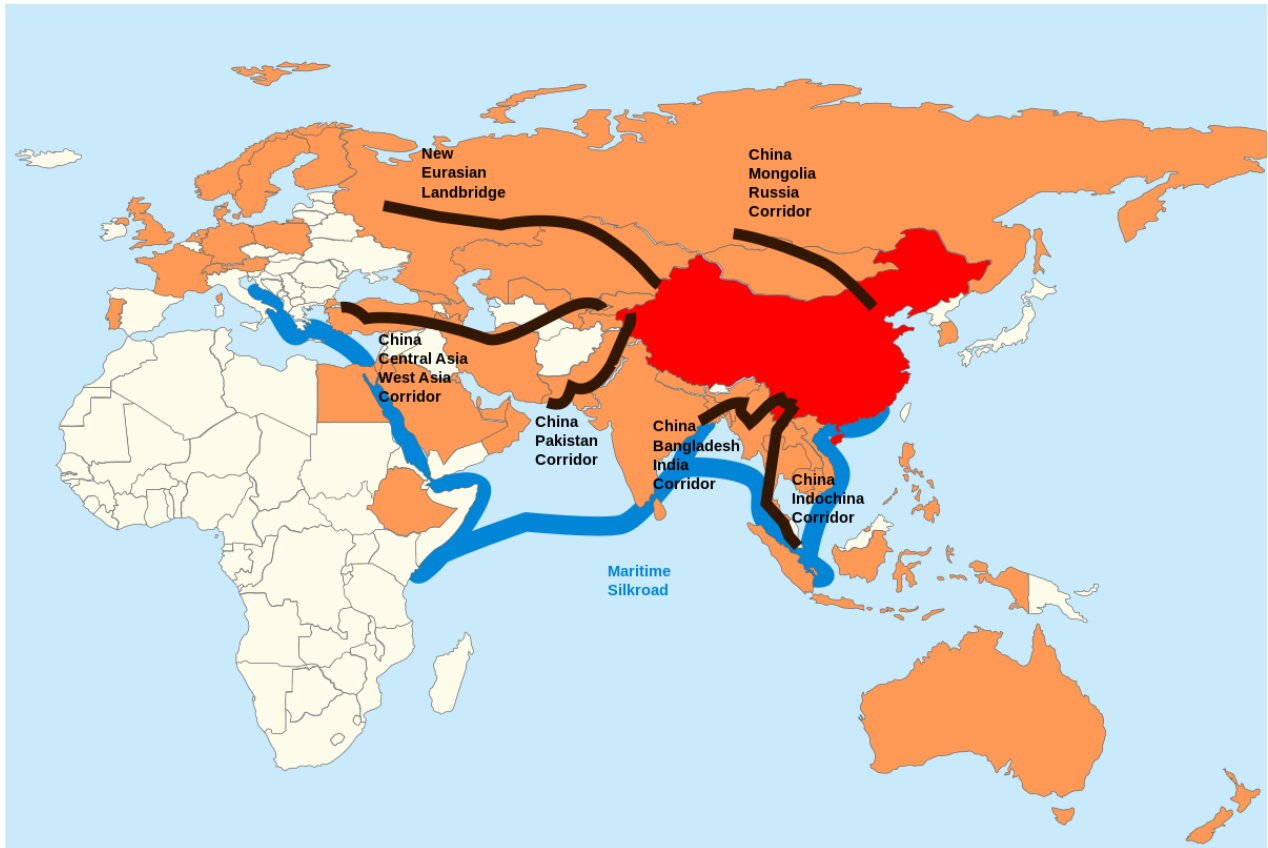 New
Eurasian
Landbridge
China
Mongolia
Russia
Corridor
China
Central Asia
West Asia
Corridor
China
Pakistan
Corridor
China
Bangladesh
India
Corridor
China
Indochina
Corridor
Maritime
Silkroad